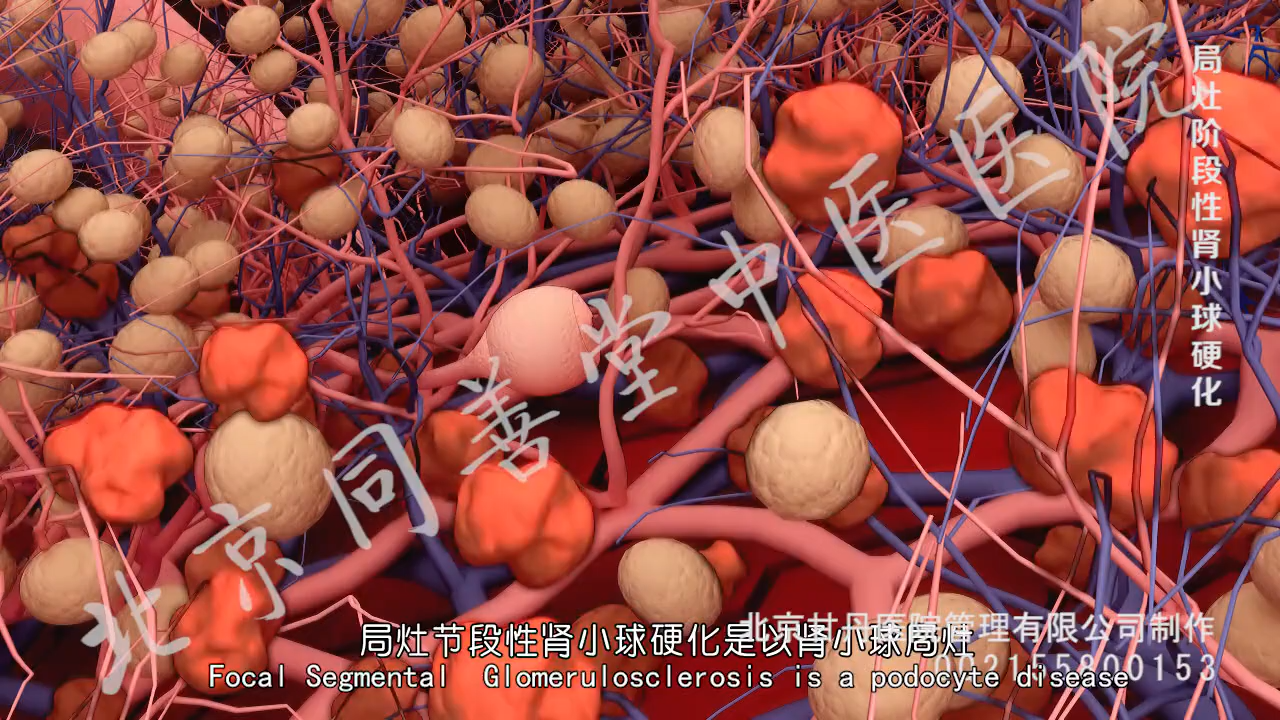 局灶阶段性肾小球硬化
北京同善堂中医医院
北京甘丹医院管理有限公司制作
002155800153
局灶节段性肾小球硬化是以肾小球局灶
Focal Segmental  Glomerulosclerosis is a podocyte disease